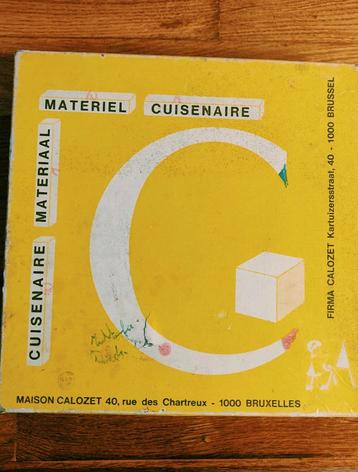 MATERIEL CUISENAIRE
CUISENAIRE MATERIAAL
FIRMA CALOZET Kartuizersstraat, 40 - 1000 BRUSSEL
MAISON CALOZET 40, rue des Chartreux - 1000 BRUXELLES